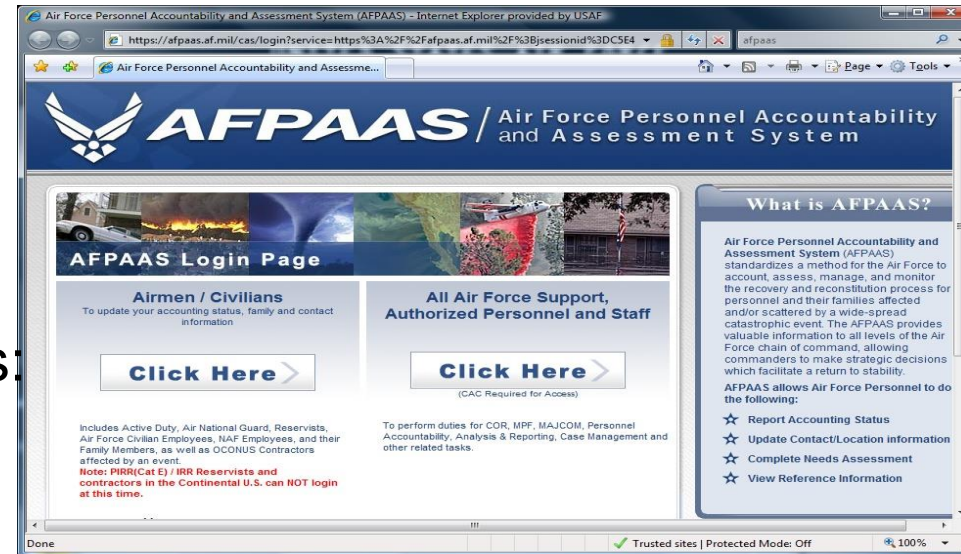 Air Force Personnel Accountability and Assessment System (AFPAAS) - Internet Explorer provided by USAF
https://afpaas.af.mil/cas/login?service=https%3A%2F%2Fafpaas.af.mil%2F%3Bjsessionid%3DC5E4
afpaas
Air Force Personnel Accountability and Assessme...
Page
Tools
AFPAAS / Air Force Personnel Accountability
and Assessment System
AFPAAS Login Page
s:
Airmen / Civilians
To update your accounting status, family and contact
information
Click Here
Includes Active Duty, Air National Guard, Reservists,
Air Force Civilian Employees, NAF Employees, and their
Family Members, as well as OCONUS Contractors
affected by an event.
Note: PIRR(Cat E) / IRR Reservists and
contractors in the Continental U.S. can NOT login
at this time.
All Air Force Support,
Authorized Personnel and Staff
Click Here
(CAC Required for Access)
To perform duties for COR, MPF, MAJCOM, Personnel
Accountability, Analysis & Reporting, Case Management and
other related tasks.
What is AFPAAS?
Air Force Personnel Accountability and
Assessment System (AFPAAS)
standardizes a method for the Air Force to
account, assess, manage, and monitor
the recovery and reconstitution process for
personnel and their families affected
and/or scattered by a wide-spread
catastrophic event. The AFPAAS provides
valuable information to all levels of the Air
Force chain of command, allowing
commanders to make strategic decisions
which facilitate a return to stability.
AFPAAS allows Air Force Personnel to do
the following:
Report Accounting Status
Update Contact/Location information
Complete Needs Assessment
View Reference Information
Done
Trusted sites | Protected Mode: Off
100%